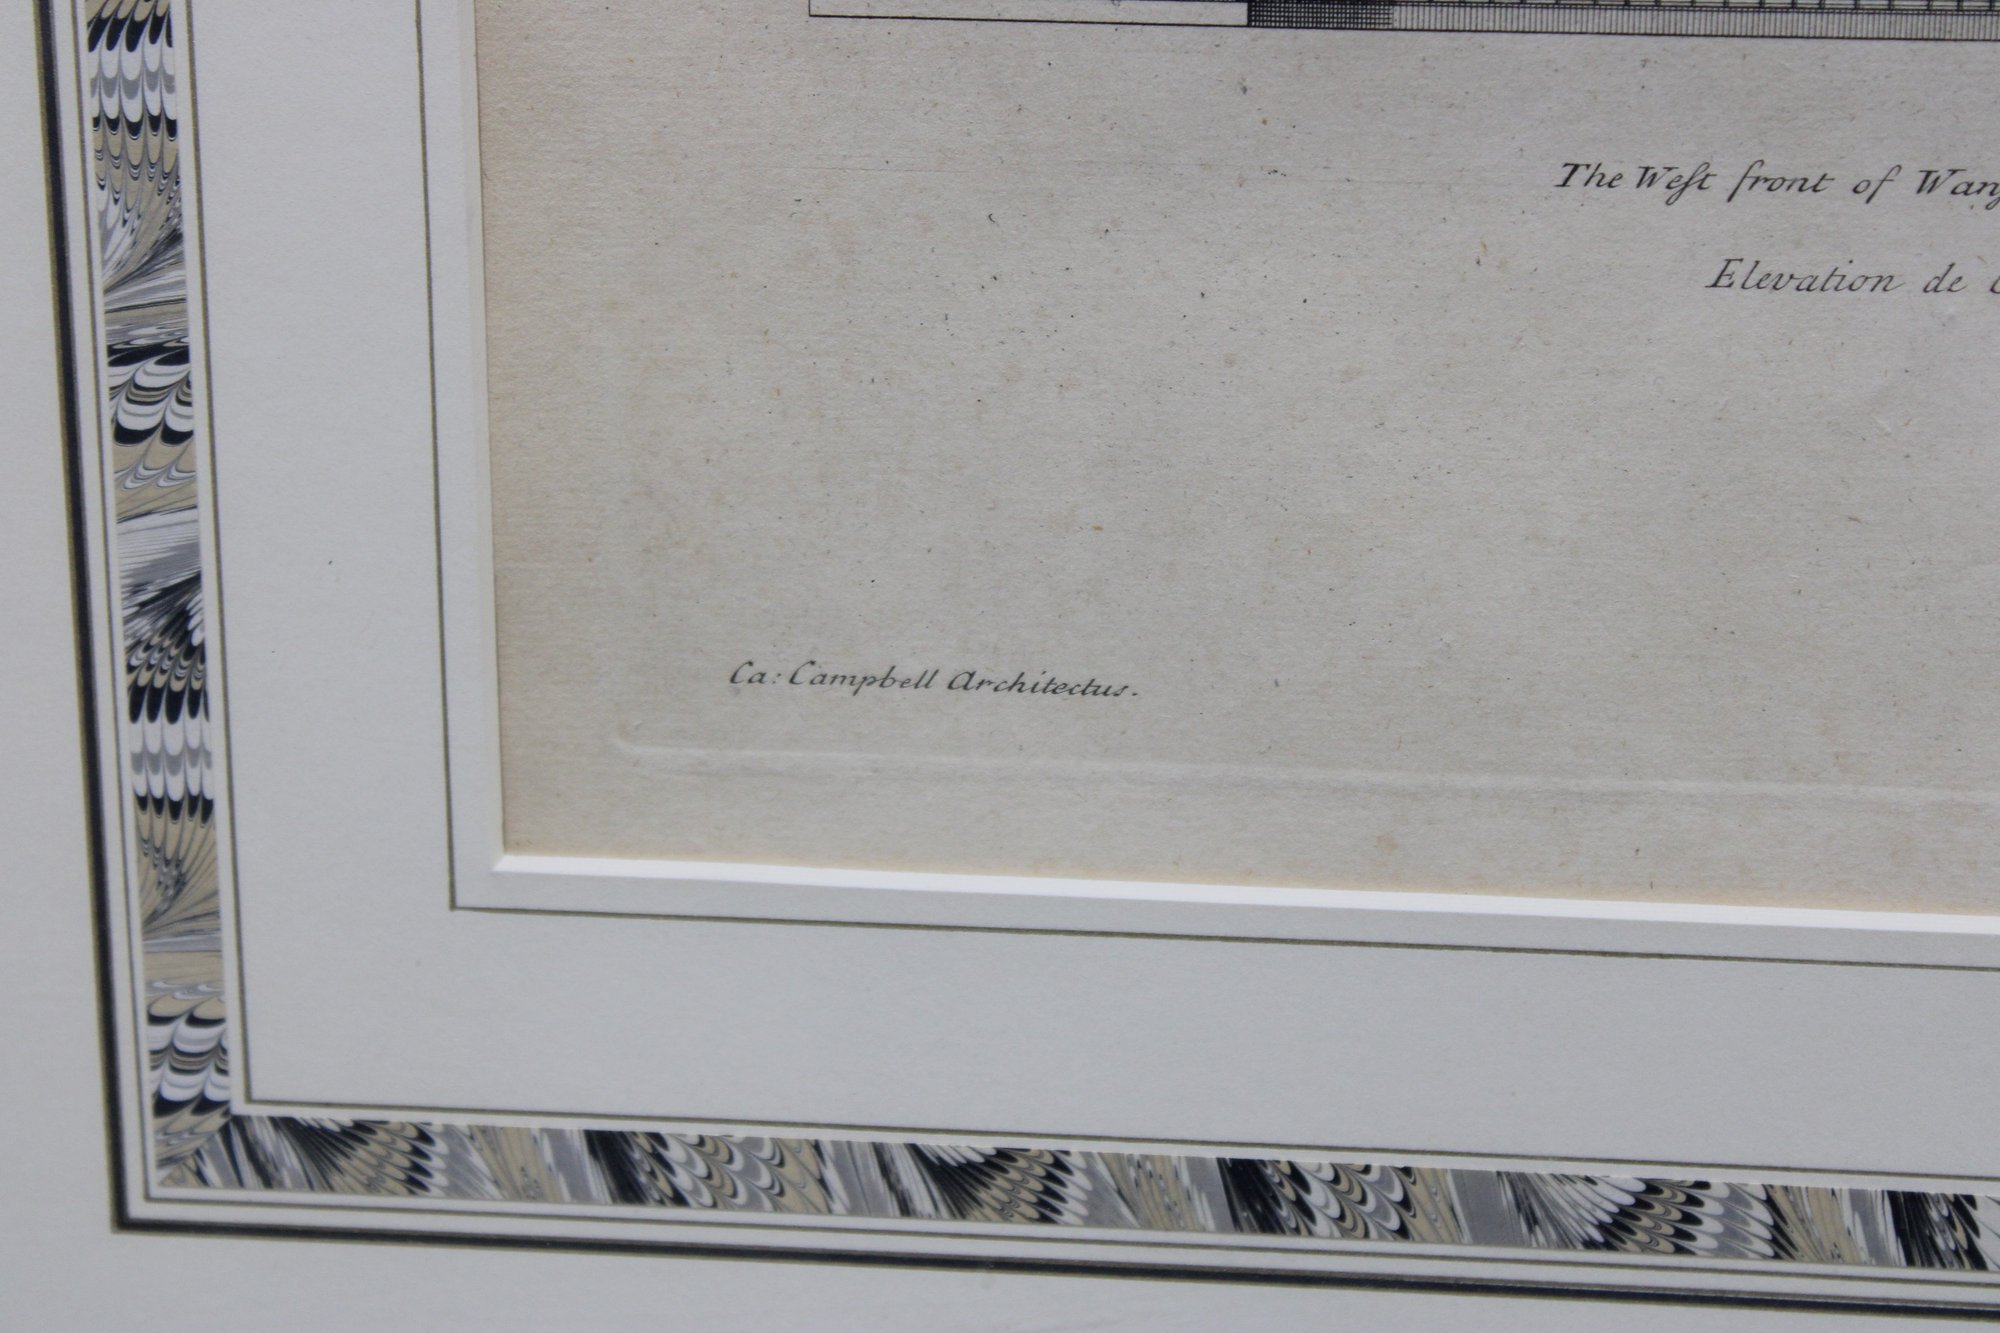 The Weſt front of
Elevation de
Ca: Campbell Architectus.